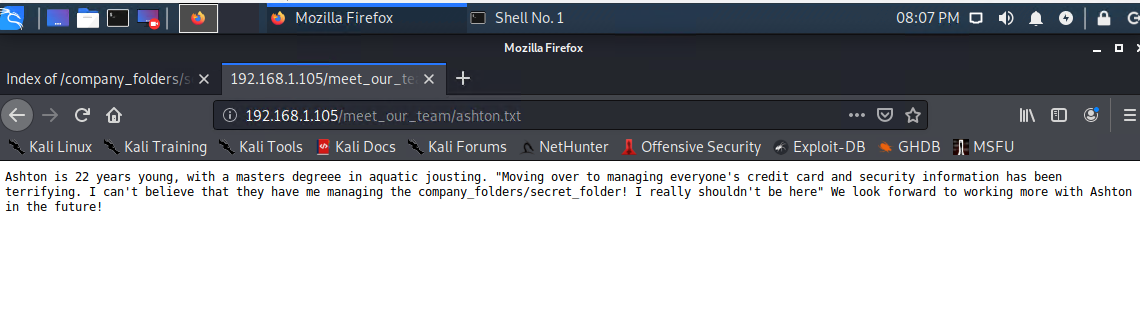 Mozilla Firefox
Shell No. 1
08:07 PM
Mozilla Firefox
Index of /company_folders/s
192.168.1.105/meet_our_te
192.168.1.105/meet_our_team/ashton.txt
Kali Linux
Kali Training
Kali Tools
Kali Docs
Kali Forums
NetHunter
Offensive Security
Exploit-DB
GHDB
MSFU
Ashton is 22 years young, with a masters degreee in aquatic jousting. "Moving over to managing everyone's credit card and security information has been
terrifying. I can't believe that they have me managing the company_folders/secret_folder! I really shouldn't be here" We look forward to working more with Ashton
in the future!